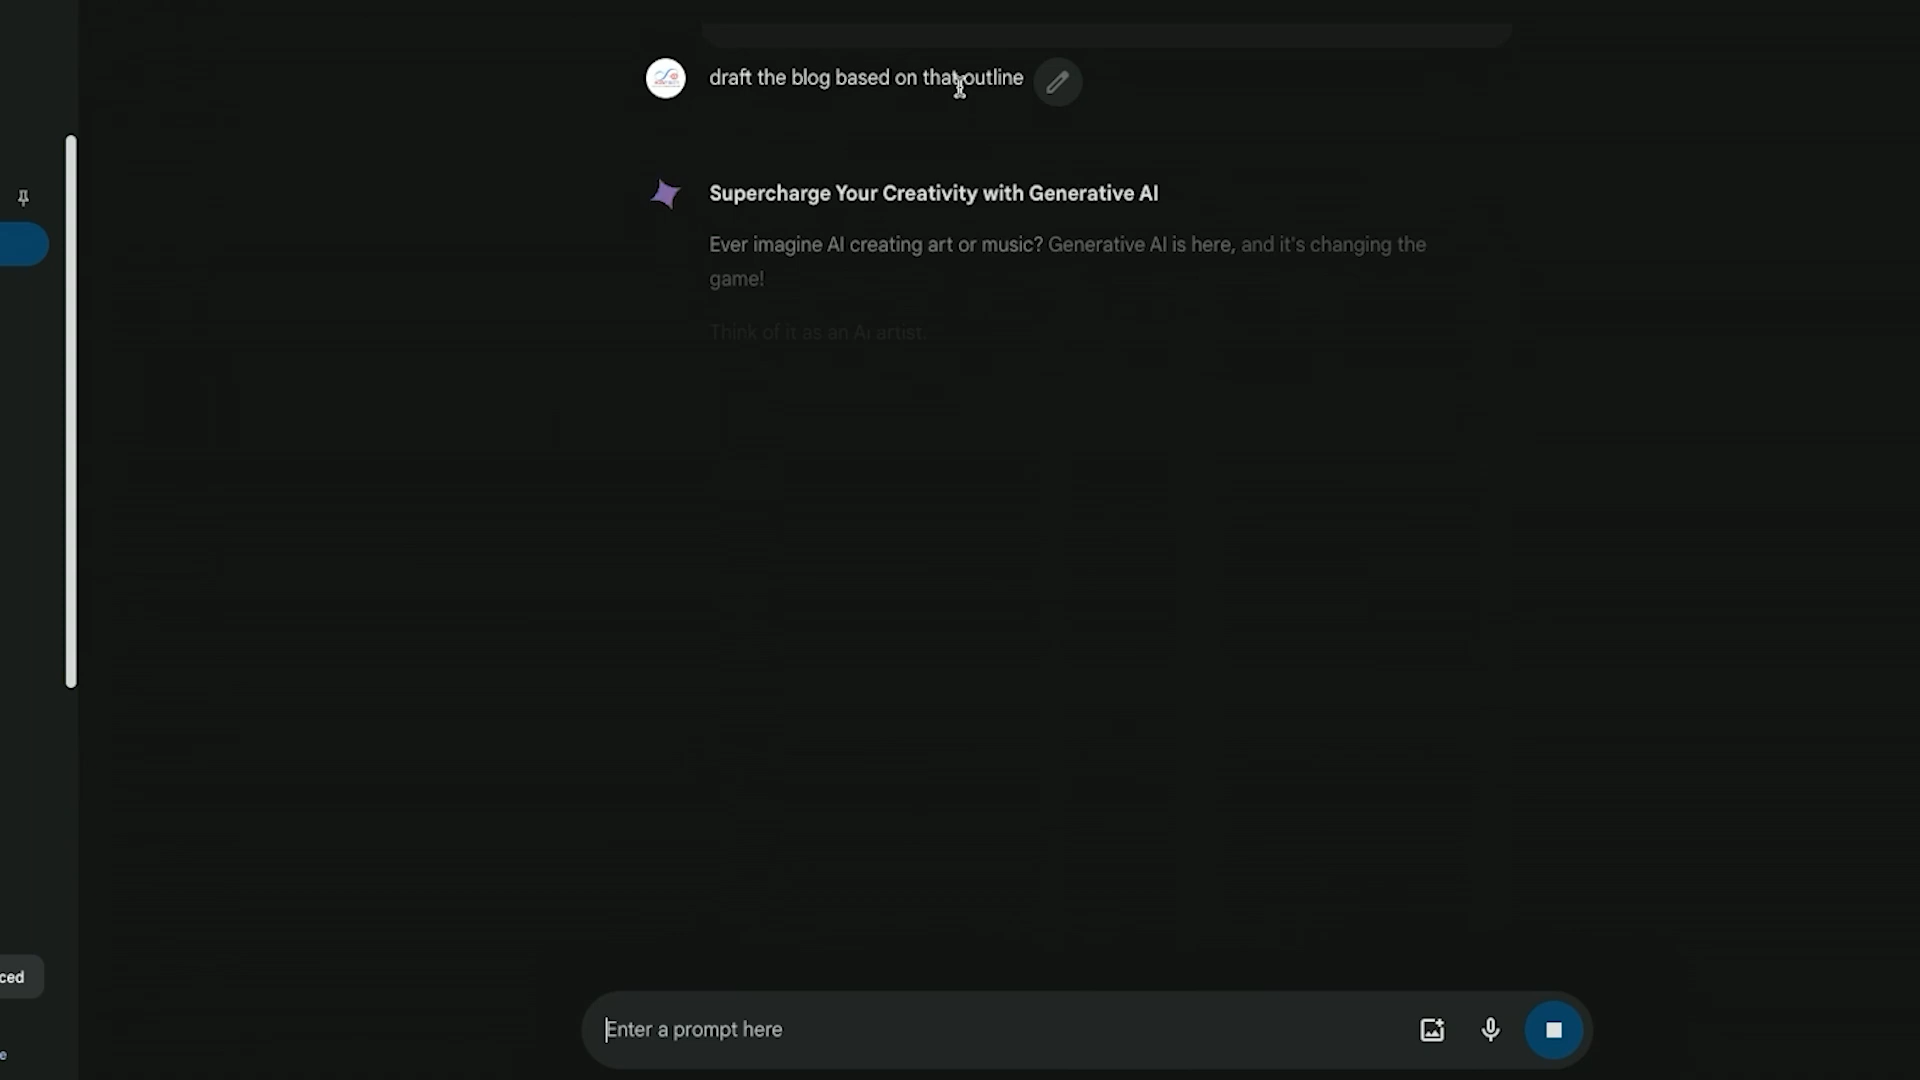 draft the blog based on that outline
Supercharge Your Creativity with Generative AI
Ever imagine AI creating art or music? Generative AI is here, and it's changing the
game!
Think of it as an AI artist.
ced
e
Enter a prompt here